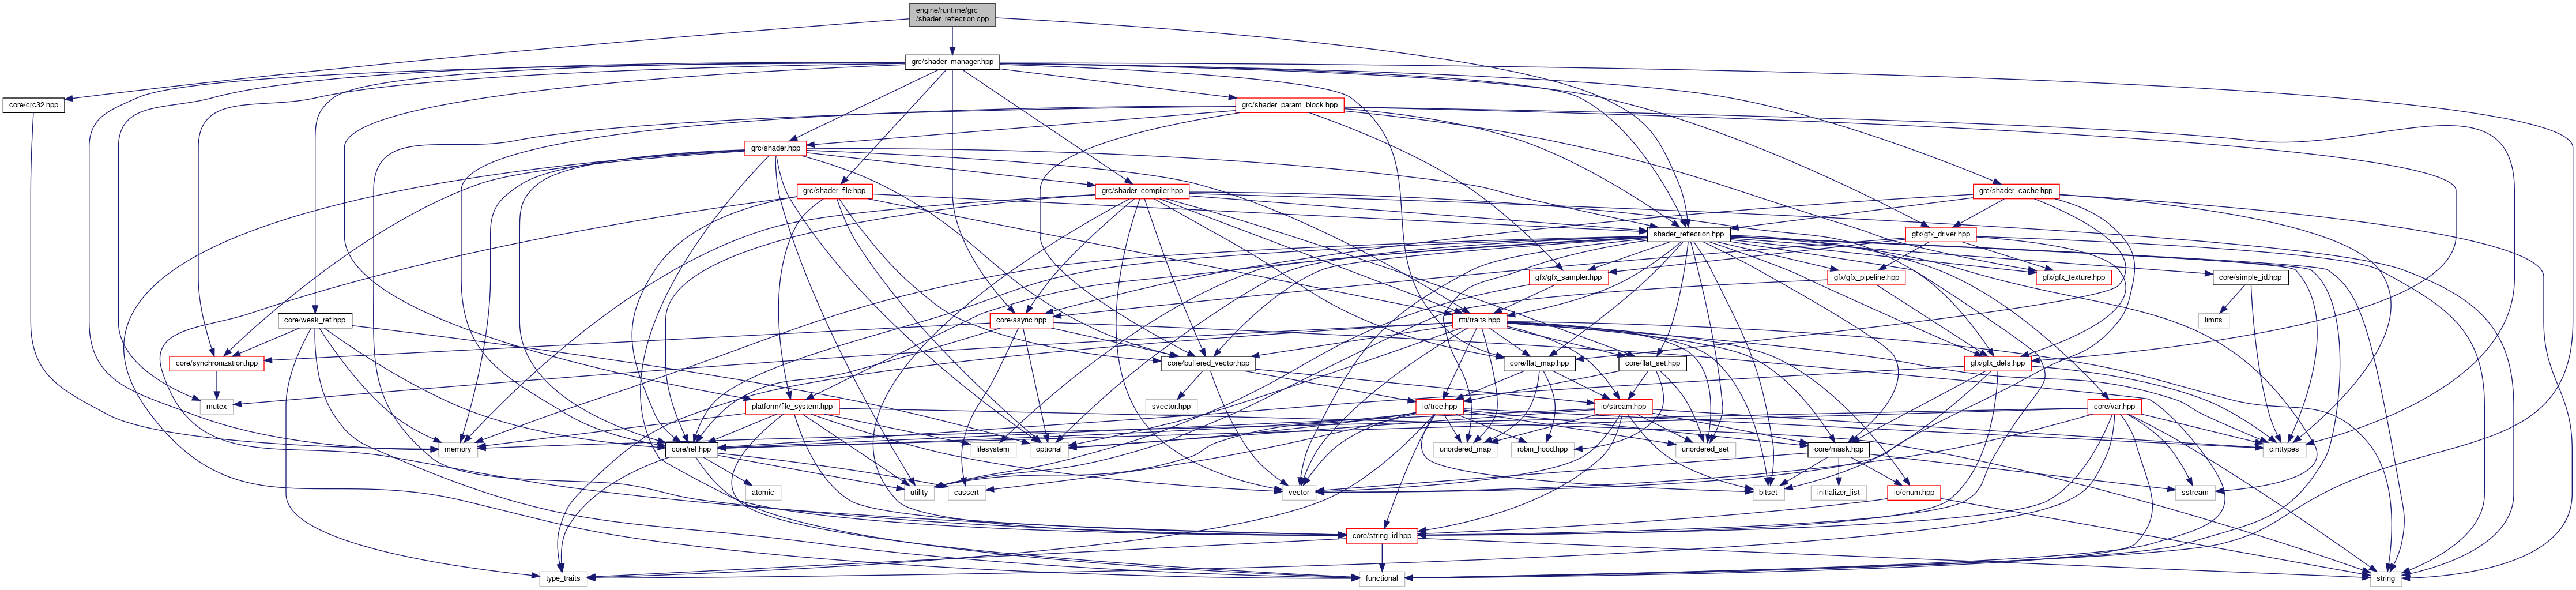 engine/runtime/grc
/shader_reflection.cpp
grc/shader_manager.hpp
core/crc32.hpp
grc/shader_param_block.hpp
grc/shader.hpp
grc/shader_file.hpp
grc/shader_compiler.hpp
grc/shader_cache.hpp
shader_reflection.hpp
gfx/gfx_driver.hpp
gfx/gfx_sampler.hpp
gfx/gfx_pipeline.hpp
gfx/gfx_texture.hpp
core/simple_id.hpp
core/weak_ref.hpp
core/async.hpp
rtti/traits.hpp
limits
core/synchronization.hpp
core/buffered_vector.hpp
core/flat_map.hpp
core/flat_set.hpp
gfx/gfx_defs.hpp
mutex
svector.hpp
platform/file_system.hpp
io/tree.hpp
io/stream.hpp
core/var.hpp
memory
core/ref.hpp
filesystem
optional
unordered_map
robin_hood.hpp
unordered_set
core/mask.hpp
cinttypes
atomic
utility
cassert
vector
bitset
initializer_list
io/enum.hpp
sstream
core/string_id.hpp
type_traits
functional
string